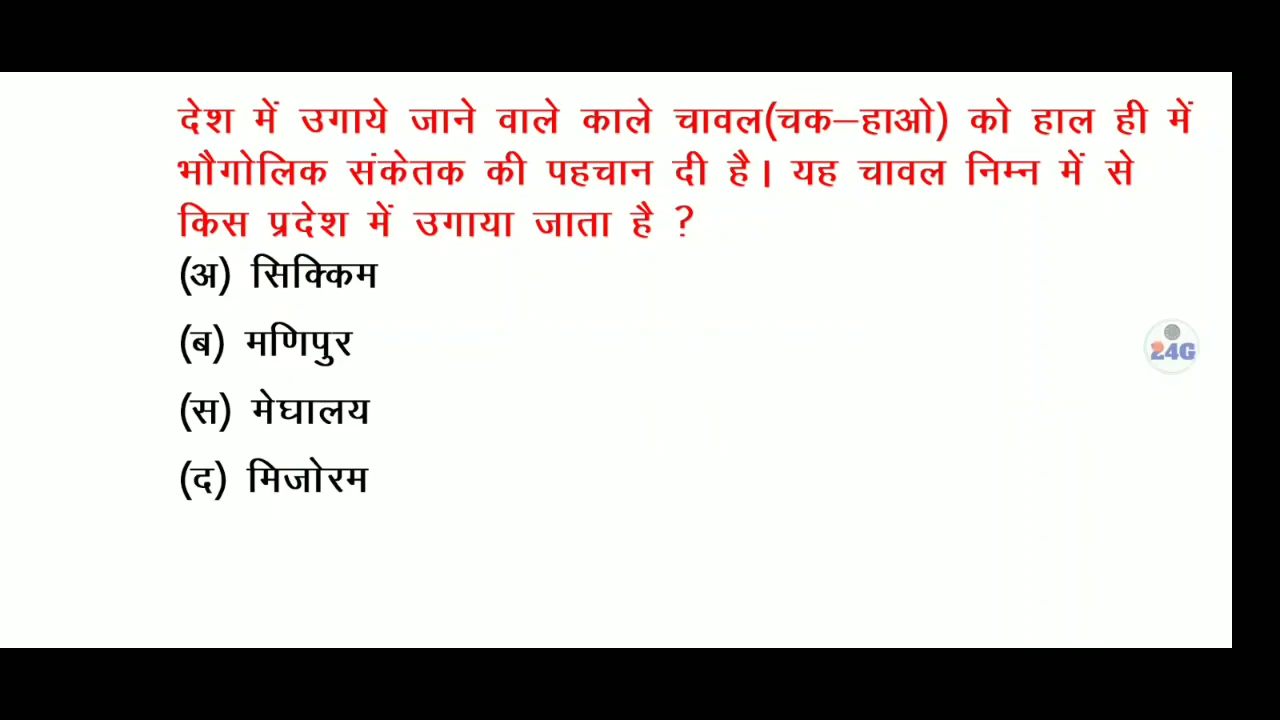 देश में उगाये जाने वाले काले चावल(चक–हाओ) को हाल ही में
भौगोलिक संकेतक की पहचान दी है। यह चावल निम्न में से
किस प्रदेश में उगाया जाता है ?
(अ) सिक्किम
(ब) मणिपुर
(स) मेघालय
(द) मिजोरम
24G